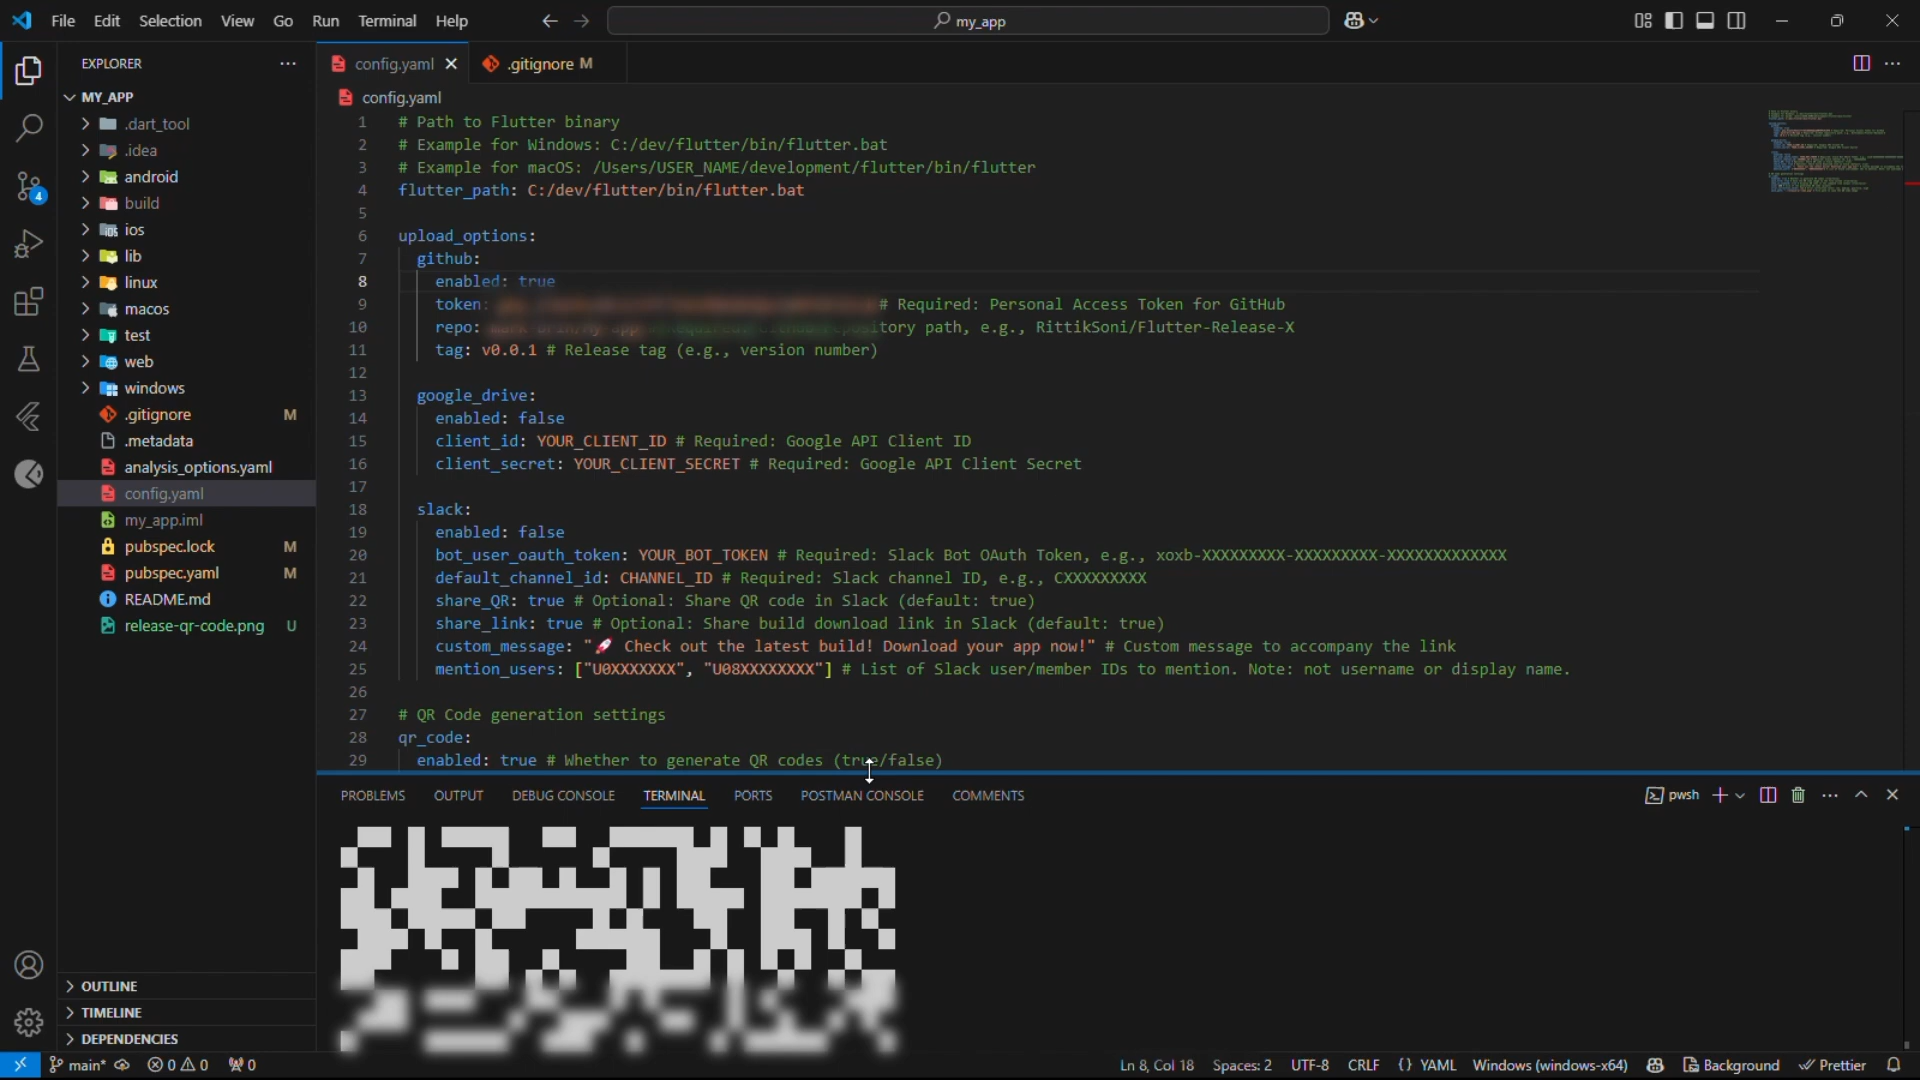 File Edit Selection View Go Run Terminal Help
my_app
EXPLORER
MY_APP
.dart_tool
.idea
android
build
ios
lib
linux
macos
test
web
windows
.gitignore M
.metadata
analysis_options.yaml
config.yaml
my_app.iml
pubspec.lock M
pubspec.yaml M
README.md
release-qr-code.png U
OUTLINE
TIMELINE
DEPENDENCIES
config.yaml
.gitignore M
config.yaml
1 # Path to Flutter binary
2 # Example for Windows: C:/dev/flutter/bin/flutter.bat
3 # Example for macOS: /Users/USER_NAME/development/flutter/bin/flutter
4 flutter_path: C:/dev/flutter/bin/flutter.bat
5
6 upload_options:
7 github:
8 enabled: true
9 token: # Required: Personal Access Token for GitHub
10 repo: path, e.g., RittikSoni/Flutter-Release-X
11 tag: v0.0.1 # Release tag (e.g., version number)
12
13 google_drive:
14 enabled: false
15 client_id: YOUR_CLIENT_ID # Required: Google API Client ID
16 client_secret: YOUR_CLIENT_SECRET # Required: Google API Client Secret
17
18 slack:
19 enabled: false
20 bot_user_oauth_token: YOUR_BOT_TOKEN # Required: Slack Bot OAuth Token, e.g., xoxb-XXXXXXXXX-XXXXXXXXX-XXXXXXXXXXXXX
21 default_channel_id: CHANNEL_ID # Required: Slack channel ID, e.g., CXXXXXXXXX
22 share_QR: true # Optional: Share QR code in Slack (default: true)
23 share_link: true # Optional: Share build download link in Slack (default: true)
24 custom_message: "🚀 Check out the latest build! Download your app now!" # Custom message to accompany the link
25 mention_users: ["U0XXXXXXX", "U08XXXXXXXX"] # List of Slack user/member IDs to mention. Note: not username or display name.
26
27 # QR Code generation settings
28 qr_code:
29 enabled: true # Whether to generate QR codes (true/false)
PROBLEMS OUTPUT DEBUG CONSOLE TERMINAL PORTS POSTMAN CONSOLE COMMENTS
pwsh
4
main* 0 0 0
Ln 8, Col 18 Spaces: 2 UTF-8 CRLF {} YAML Windows (windows-x64) Background Prettier